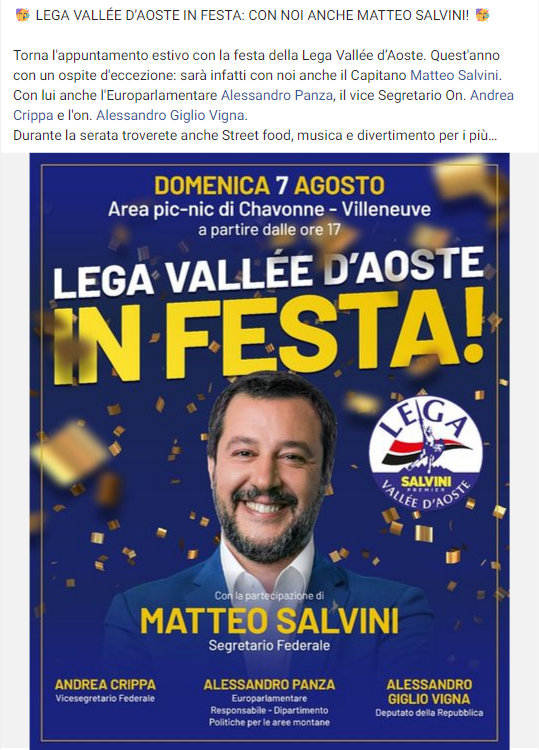 🥳 LEGA VALLÉE D'AOSTE IN FESTA: CON NOI ANCHE MATTEO SALVINI! 🥳
Torna l'appuntamento estivo con la festa della Lega Vallée d'Aoste. Quest'anno
con un ospite d'eccezione: sarà infatti con noi anche il Capitano Matteo Salvini.
Con lui anche l'Europarlamentare Alessandro Panza, il vice Segretario On. Andrea
Crippa e l'on. Alessandro Giglio Vigna.
Durante la serata troverete anche Street food, musica e divertimento per i più...
DOMENICA 7 AGOSTO
Area pic-nic di Chavonne - Villeneuve
a partire dalle ore 17
LEGA VALLÉE D'AOSTE
IN FESTA!
LEGA
SALVINI
PREMIER
VALLÉE D'AOSTE
Con la partecipazione di
MATTEO SALVINI
Segretario Federale
ANDREA CRIPPA
Vicesegretario Federale
ALESSANDRO PANZA
Europarlamentare
Responsabile - Dipartimento
Politiche per le aree montane
ALESSANDRO
GIGLIO VIGNA
Deputato della Repubblica